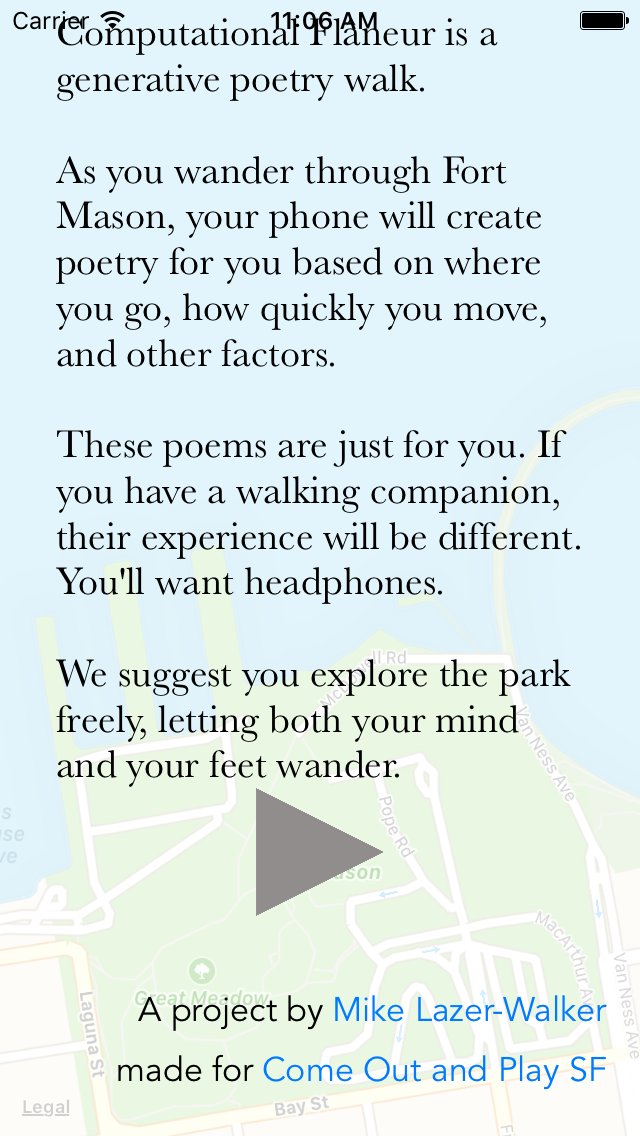 Carrier 11:06 AM
Computational Flaneur is a
generative poetry walk.
As you wander through Fort
Mason, your phone will create
poetry for you based on where
you go, how quickly you move,
and other factors.
These poems are just for you. If
you have a walking companion,
their experience will be different.
You'll want headphones.
We suggest you explore the park
freely, letting both your mind
and your feet wander.
Van Ness Ave
Pope Rd
MacArthur Av
Great Meadow
Van Ness Ave
Laguna St
A project by Mike Lazer-Walker
made for Come Out and Play SF
Legal
Bay St